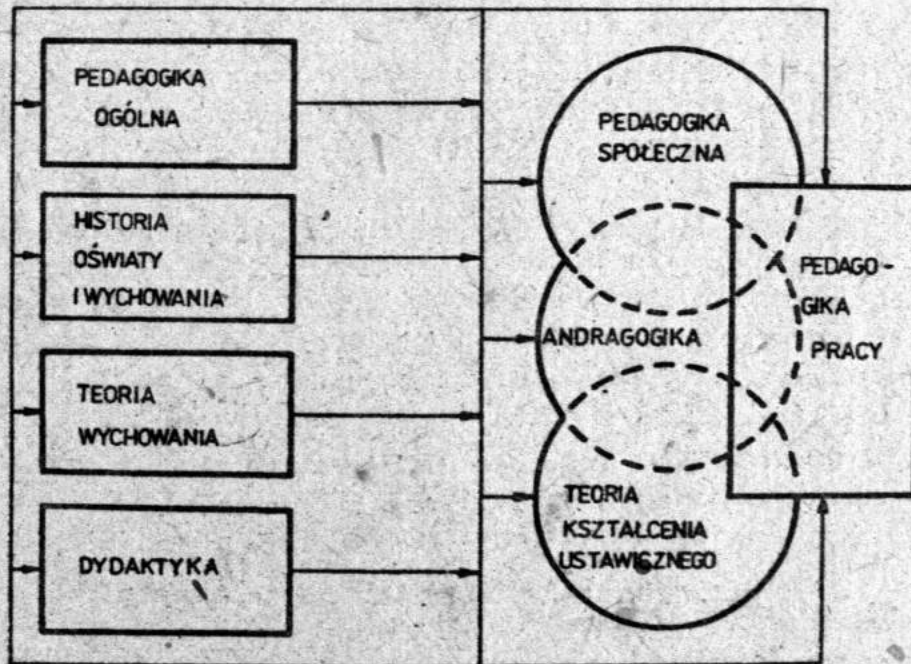 PEDAGOGIKA
OGÓLNA
HISTORIA
OŚWIATY
I WYCHOWANIA
TEORIA
WYCHOWANIA
DYDAKTYKA
PEDAGOGIKA
SPOŁECZNA
ANDRAGOGIKA
TEORIA
KSZTAŁCENIA
USTAWICZNEGO
PEDAGO-
GIKA
PRACY